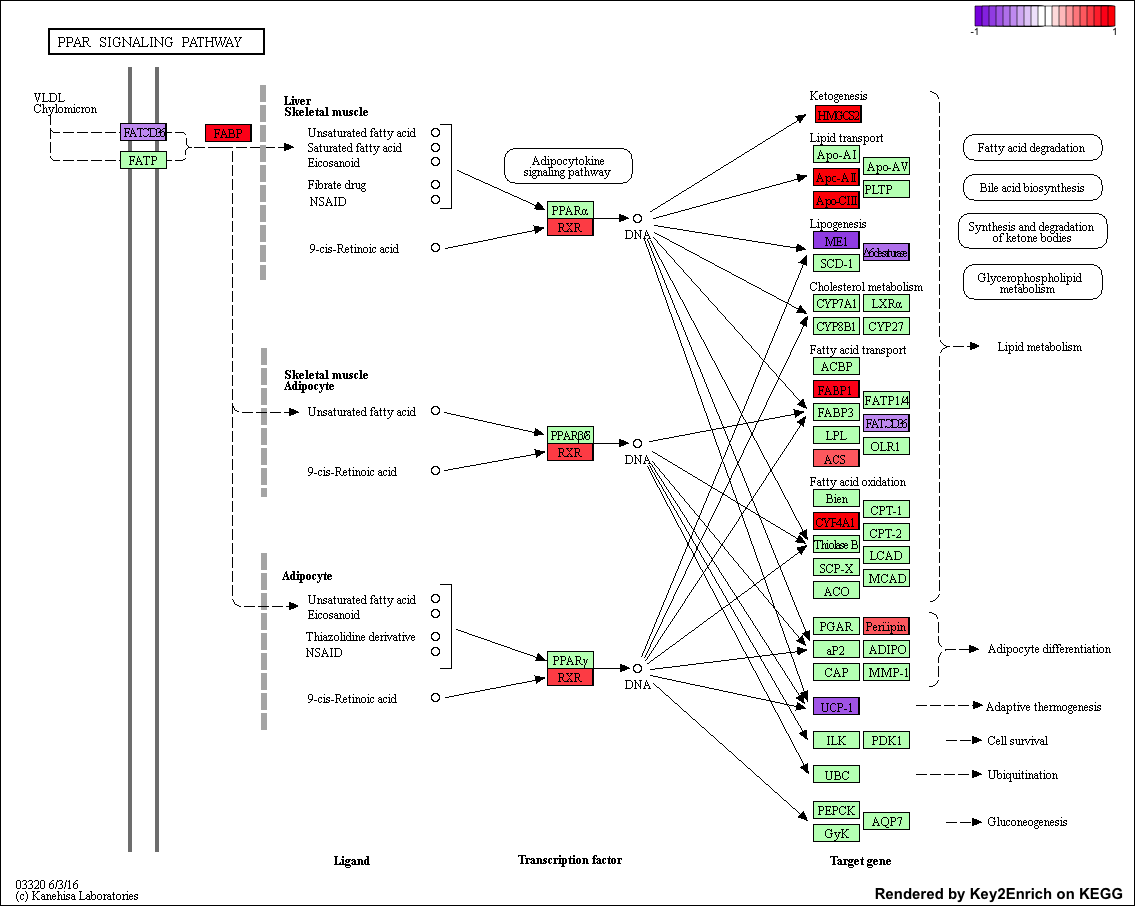 -1 1
PPAR SIGNALING PATHWAY
VLDL
Chylomicron
FATP
FABP
Liver
Skeletal muscle
Unsaturated fatty acid
Saturated fatty acid
Eicosanoid
Fibrate drug
NSAID
9-cis-Retinoic acid
Adipocytokine
signaling pathway
PPARα
RXR
DNA
Skeletal muscle
Adipocyte
Unsaturated fatty acid
9-cis-Retinoic acid
PPARβ/δ
RXR
DNA
Adipocyte
Unsaturated fatty acid
Eicosanoid
Thiazolidine derivative
NSAID
9-cis-Retinoic acid
PPARγ
RXR
DNA
Ketogenesis
Lipid transport
Apo-AI
Apo-AV
Apo-AII
PLTP
Apo-CIII
Lipogenesis
ME1
SCD-1
Cholesterol metabolism
CYP7A1 LXRα
CYP8B1 CYP27
Fatty acid transport
ACBP
FABP1
FATP1/4
FABP3
LPL
OLR1
ACS
Fatty acid oxidation
Bien
CPT-1
CYP4A1
CPT-2
Thiolase B
LCAD
SCP-X
MCAD
ACO
PGAR Perilipin
aP2 ADIPO
CAP MMP-1
UCP-1
ILK PDK1
UBC
PEPCK
AQP7
GyK
Fatty acid degradation
Bile acid biosynthesis
Synthesis and degradation
of ketone bodies
Glycerophospholipid
metabolism
Lipid metabolism
Adipocyte differentiation
Adaptive thermogenesis
Cell survival
Ubiquitination
Gluconeogenesis
Ligand
Transcription factor
Target gene
03320 6/3/16
(c) Kanehisa Laboratories
Rendered by Key2Enrich on KEGG